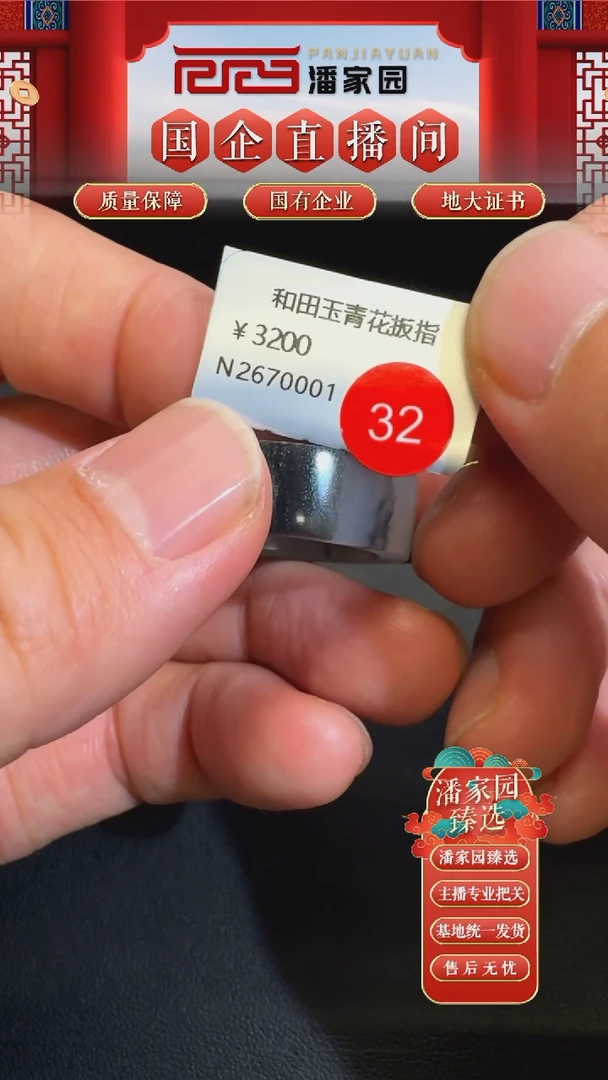 PANJIAYUAN
潘家园
国企直播间
质量保障
国有企业
地大证书
和田玉青花扳指
¥3200
N2670001
32
潘家园
臻选
潘家园臻选
主播专业把关
基地统一发货
售后无忧